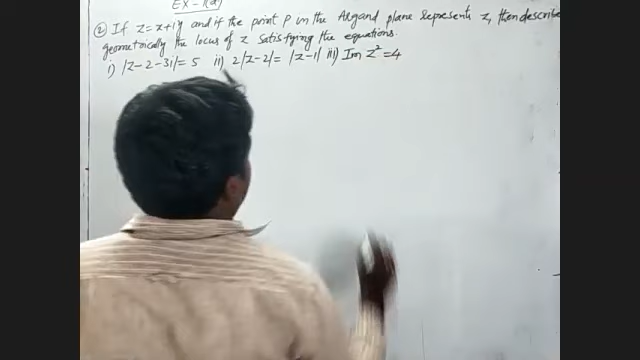 EX - 1(a)
② If z = x+iy and if the point P in the Argand plane represents z, then describe
geometrically the locus of z satisfying the equations.
i) |z-2-3i| = 5 ii) 2|z-2| = |z-1| iii) Im z² = 4